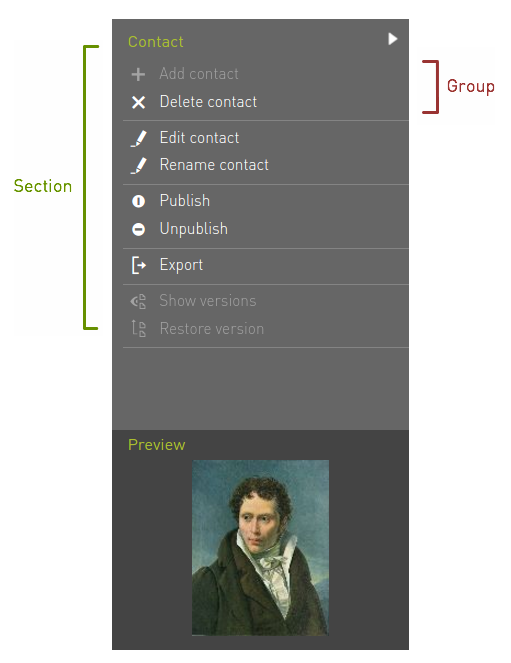 Contact
Add contact
Delete contact
Group
Edit contact
Rename contact
Section
Publish
Unpublish
Export
Show versions
Restore version
Preview